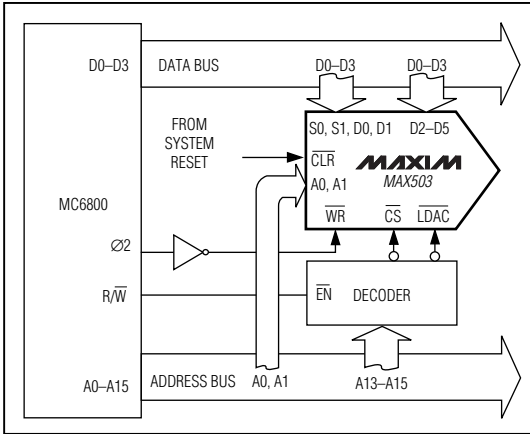 D0–D3 DATA BUS D0–D3 D0–D3
S0, S1, D0, D1 D2–D5
FROM
SYSTEM
RESET
CLR
MAXIM
MAX503
A0, A1
MC6800
WR CS LDAC
Ø2
R/W
EN DECODER
A0–A15 ADDRESS BUS A0, A1 A13–A15